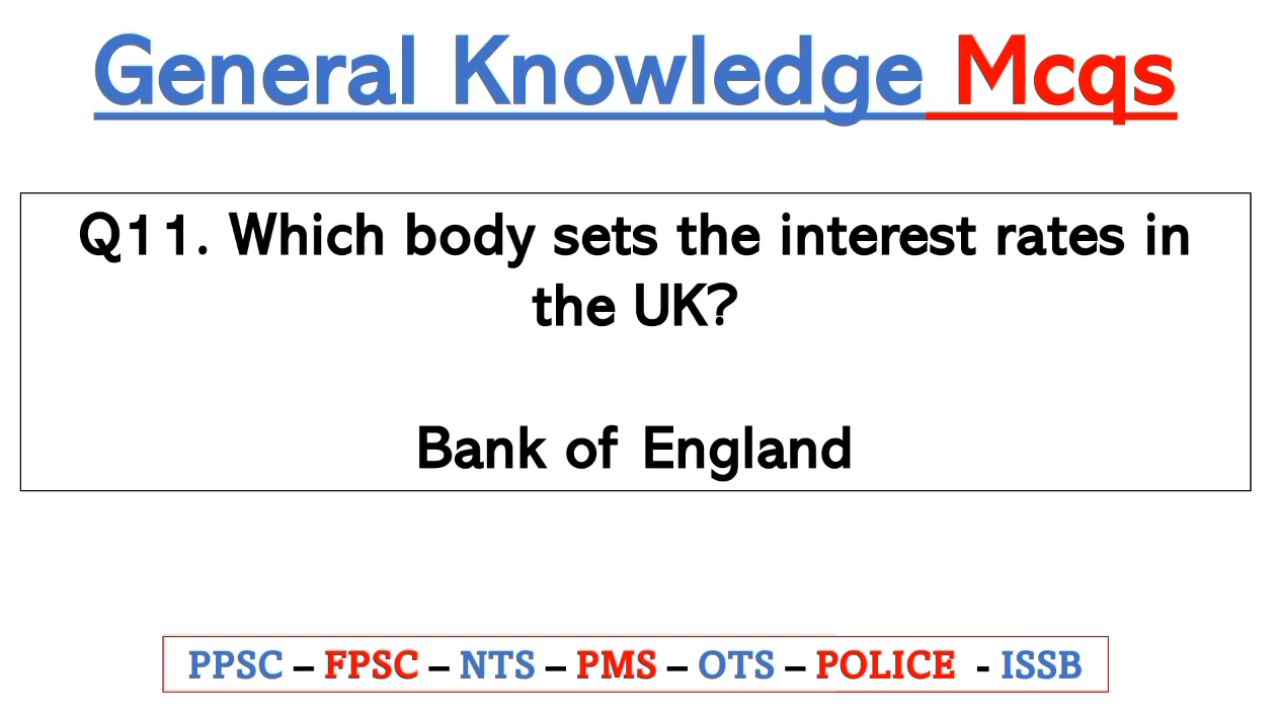 General Knowledge Mcqs
Q11. Which body sets the interest rates in
the UK?
Bank of England
PPSC – FPSC – NTS – PMS – OTS – POLICE - ISSB